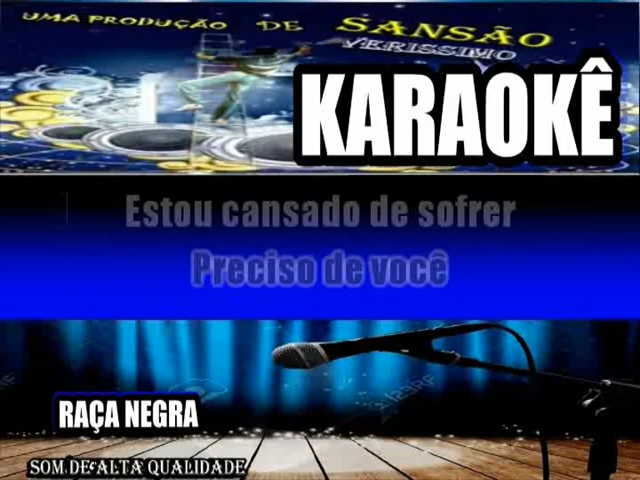 UMA PRODUÇÃO DE SANSÃO
VERISSIMO
KARAOKÊ
Estou cansado de sofrer
Preciso de você
123RF
RAÇA NEGRA
SOM DE ALTA QUALIDADE